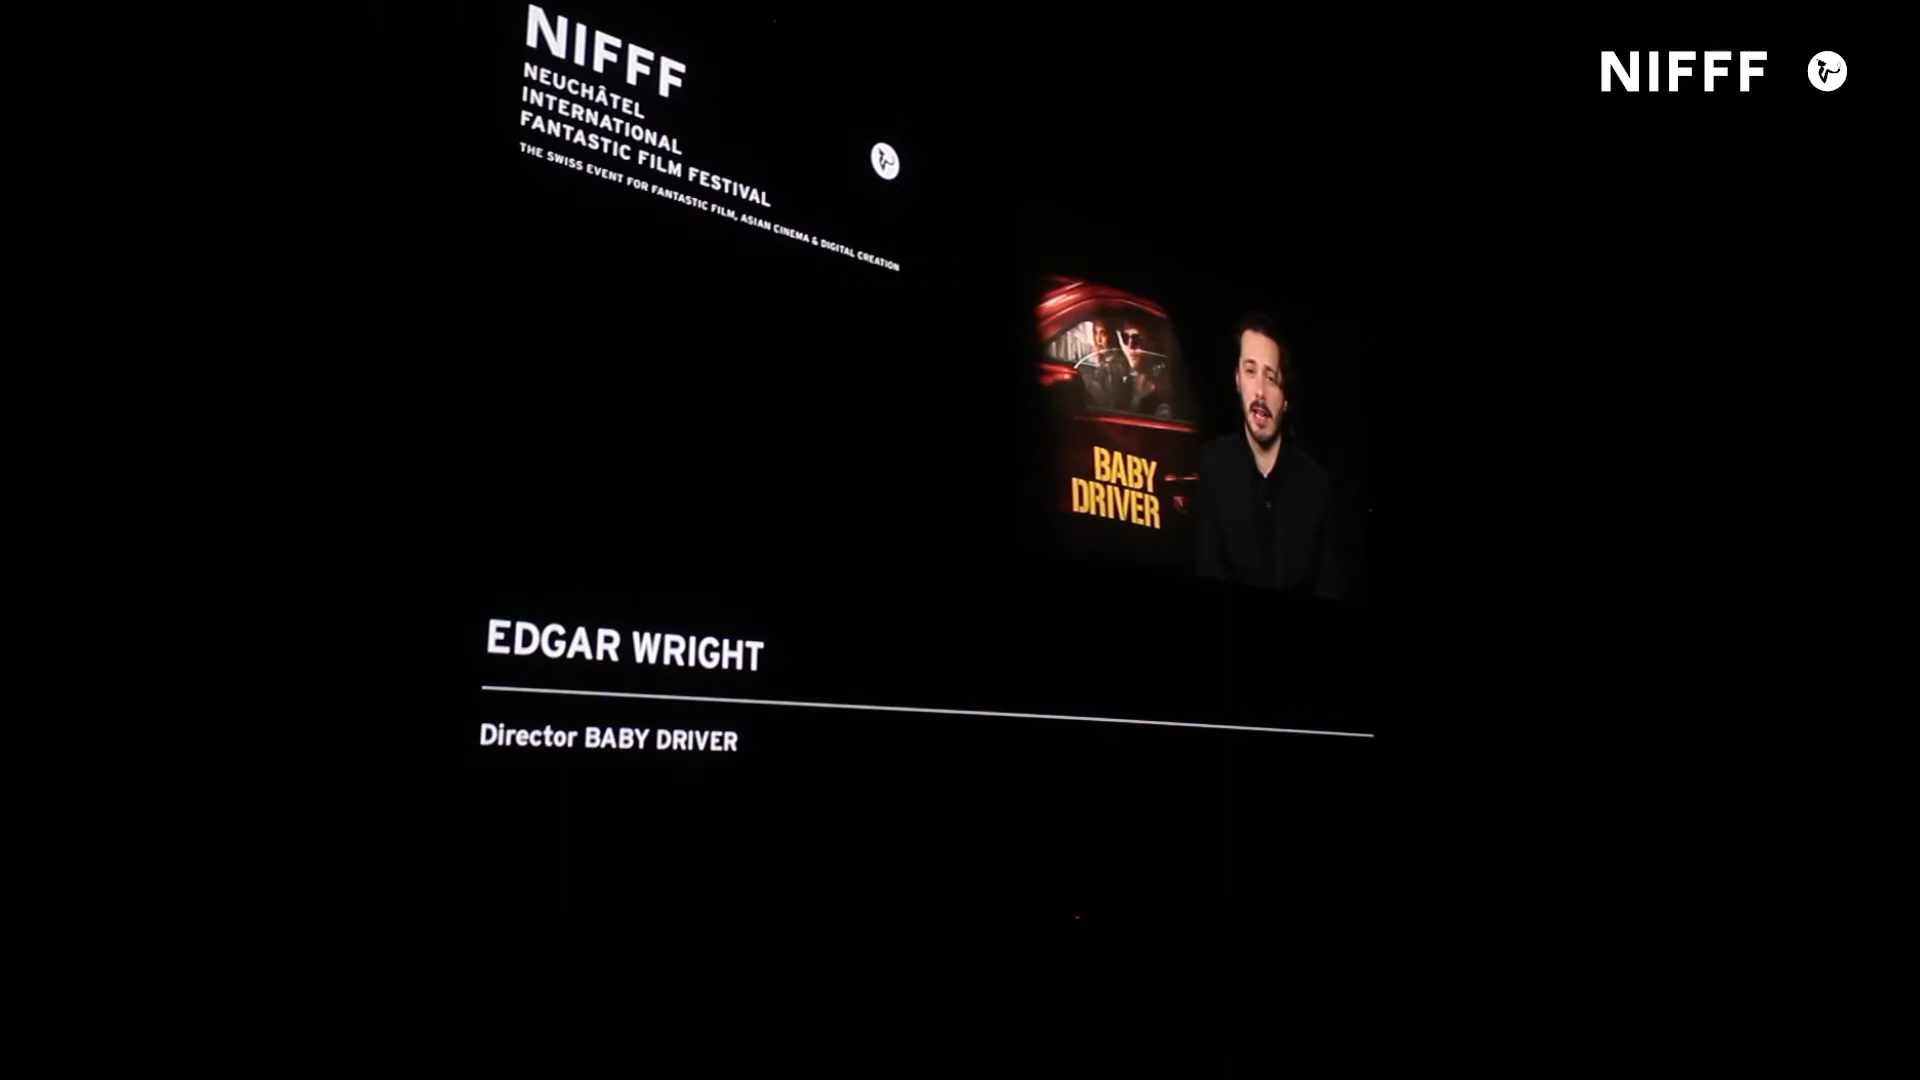 NIFFF
NEUCHÂTEL
INTERNATIONAL
FANTASTIC FILM FESTIVAL
THE SWISS EVENT FOR FANTASTIC FILM, ASIAN CINEMA & DIGITAL CREATION
NIFFF
BABY
DRIVER
EDGAR WRIGHT
Director BABY DRIVER